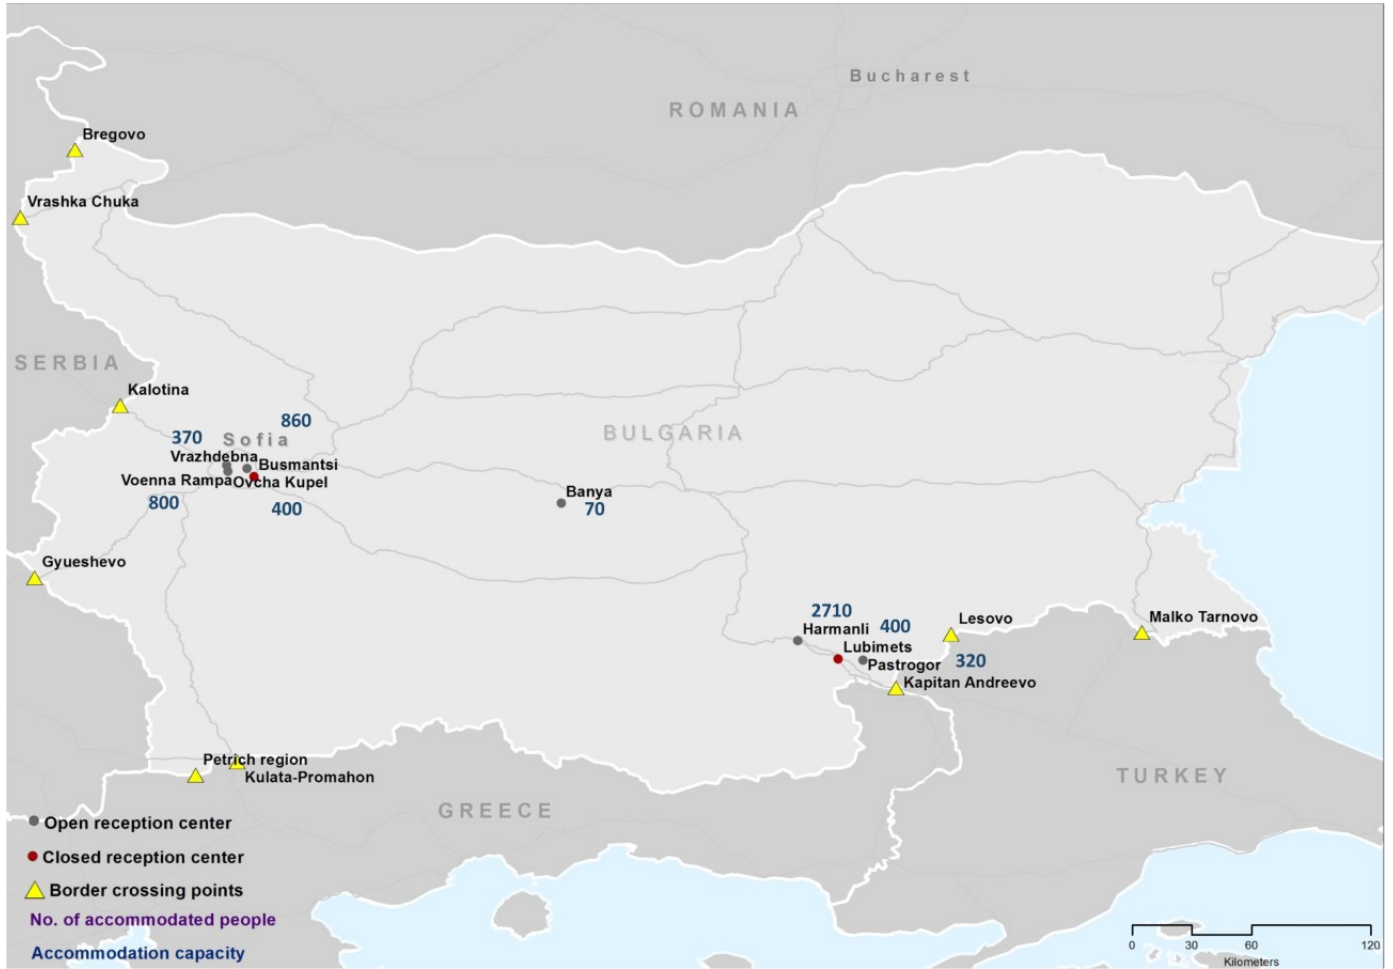 Bucharest
ROMANIA
Bregovo
Vrashka Chuka
SERBIA
Kalotina
860
370
Sofia
BULGARIA
Vrazhdebna
Busmantsi
Voenna Rampa
Ovcha Kupel
800
400
Banya
70
Gyueshevo
2710
Harmanli
400
Lesovo
Malko Tarnovo
Lubimets
Pastrogor
320
Kapitan Andreevo
Petrich region
Kulata-Promahon
TURKEY
GREECE
Open reception center
Closed reception center
Border crossing points
No. of accommodated people
Accommodation capacity
0 30 60 120
Kilometers